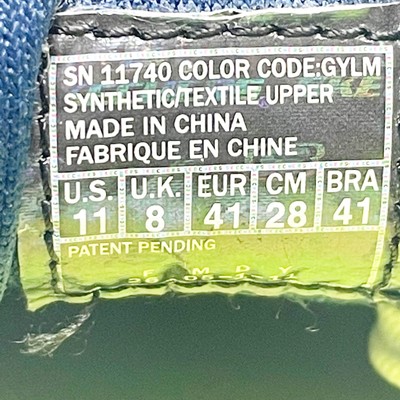 SN 11740 COLOR CODE:GYLM
SYNTHETIC/TEXTILE UPPER
MADE IN CHINA
FABRIQUE EN CHINE
U.S. U.K. EUR CM BRA
11 8 41 28 41
PATENT PENDING
F M D Y